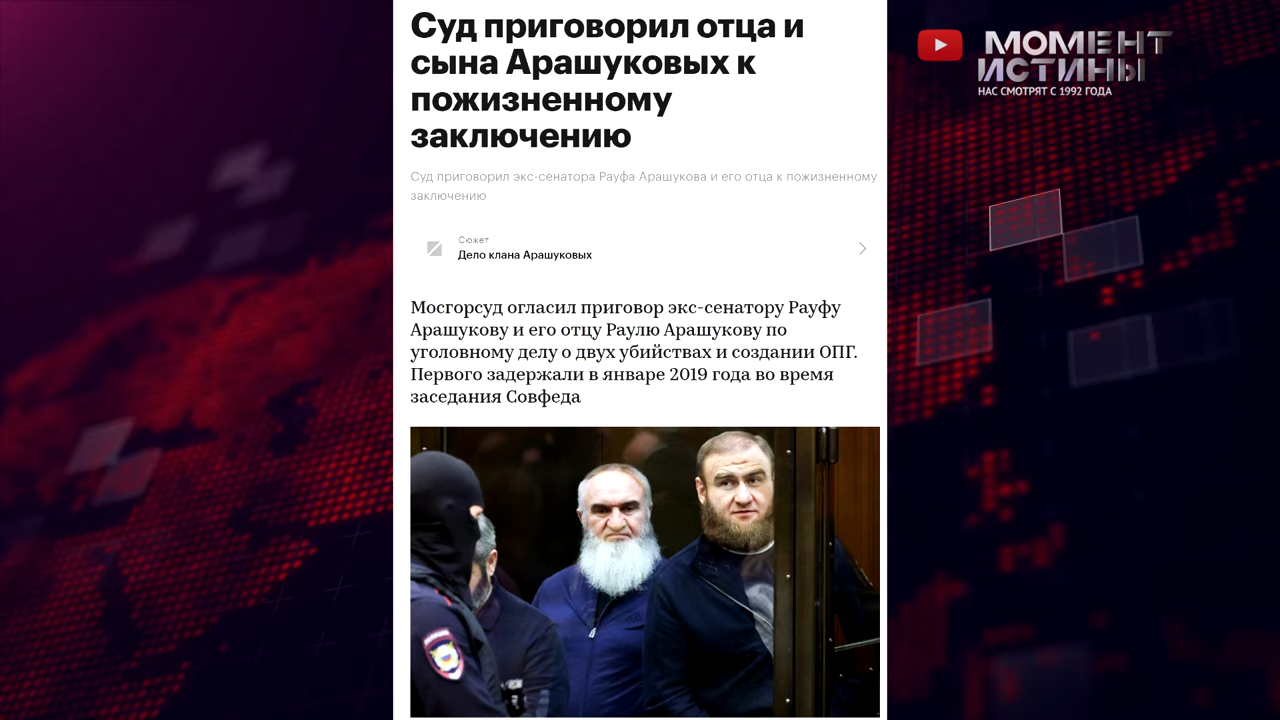 Суд приговорил отца и
сына Арашуковых к
пожизненному
заключению
Суд приговорил экс-сенатора Рауфа Арашукова и его отца к пожизненному
заключению
Сюжет
Дело клана Арашуковых
Мосгорсуд огласил приговор экс-сенатору Рауфу
Арашукову и его отцу Раулю Арашукову по
уголовному делу о двух убийствах и создании ОПГ.
Первого задержали в январе 2019 года во время
заседания Совфеда
МОМЕНТ
ИСТИНЫ
НАС СМОТРЯТ С 1992 ГОДА